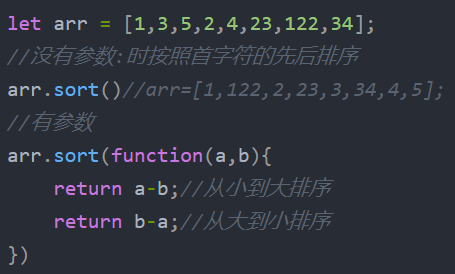 let arr = [1,3,5,2,4,23,122,34];
//没有参数:时按照首字符的先后排序
arr.sort()//arr=[1,122,2,23,3,34,4,5];
//有参数
arr.sort(function(a,b){
    return a-b;//从小到大排序
    return b-a;//从大到小排序
})